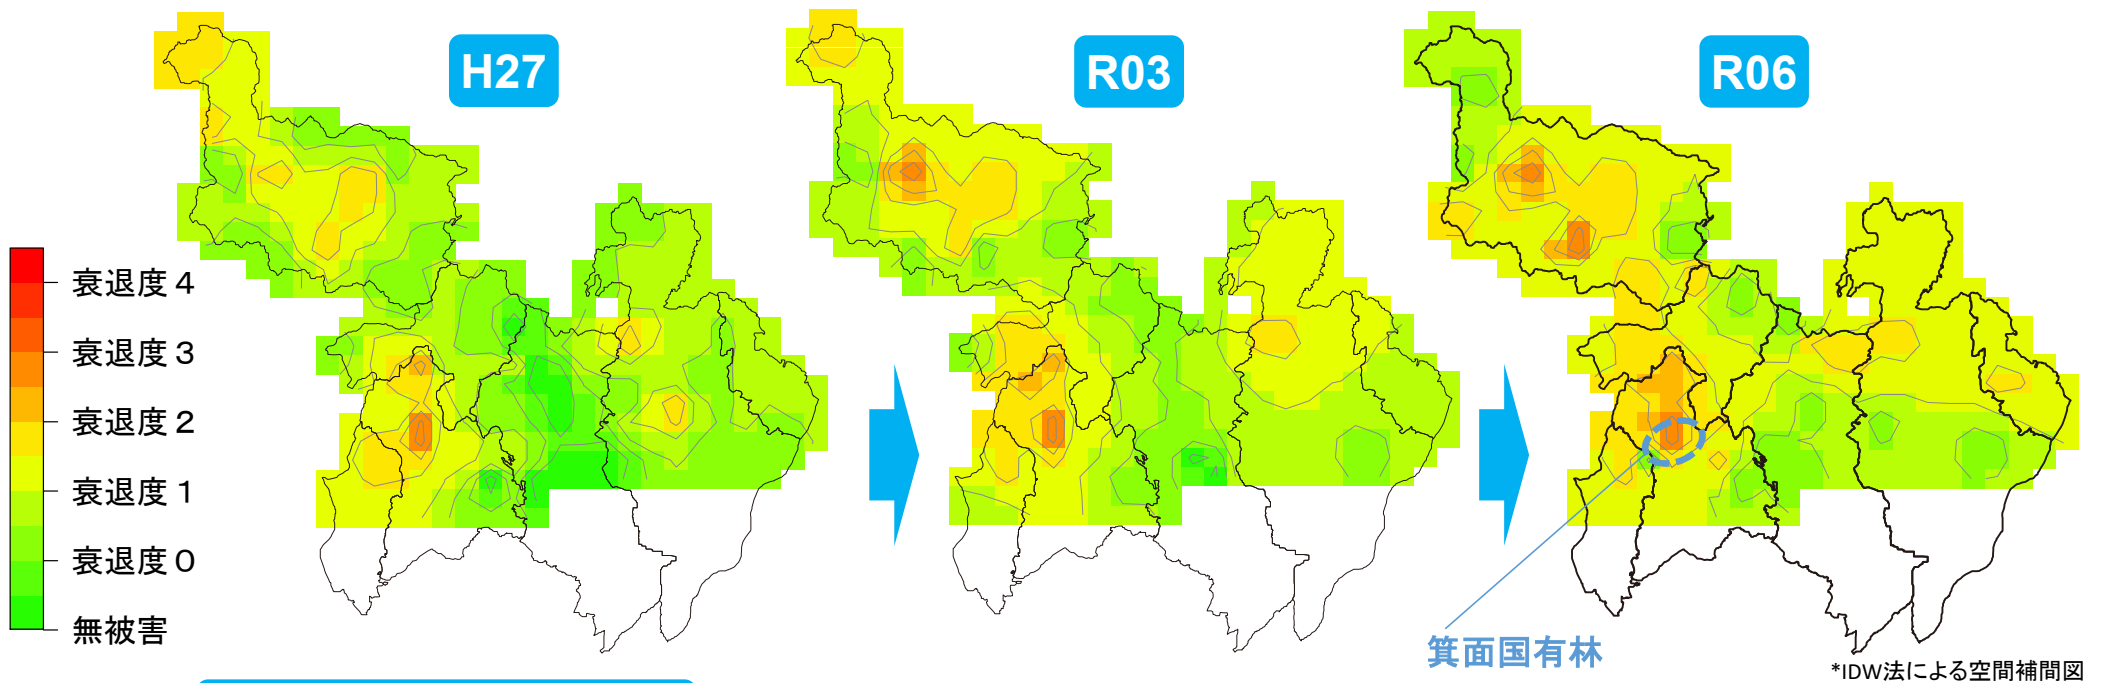 H27
R03
R06
衰退度４
衰退度３
衰退度２
衰退度１
衰退度０
無被害
箕面国有林
*IDW法による空間補間図